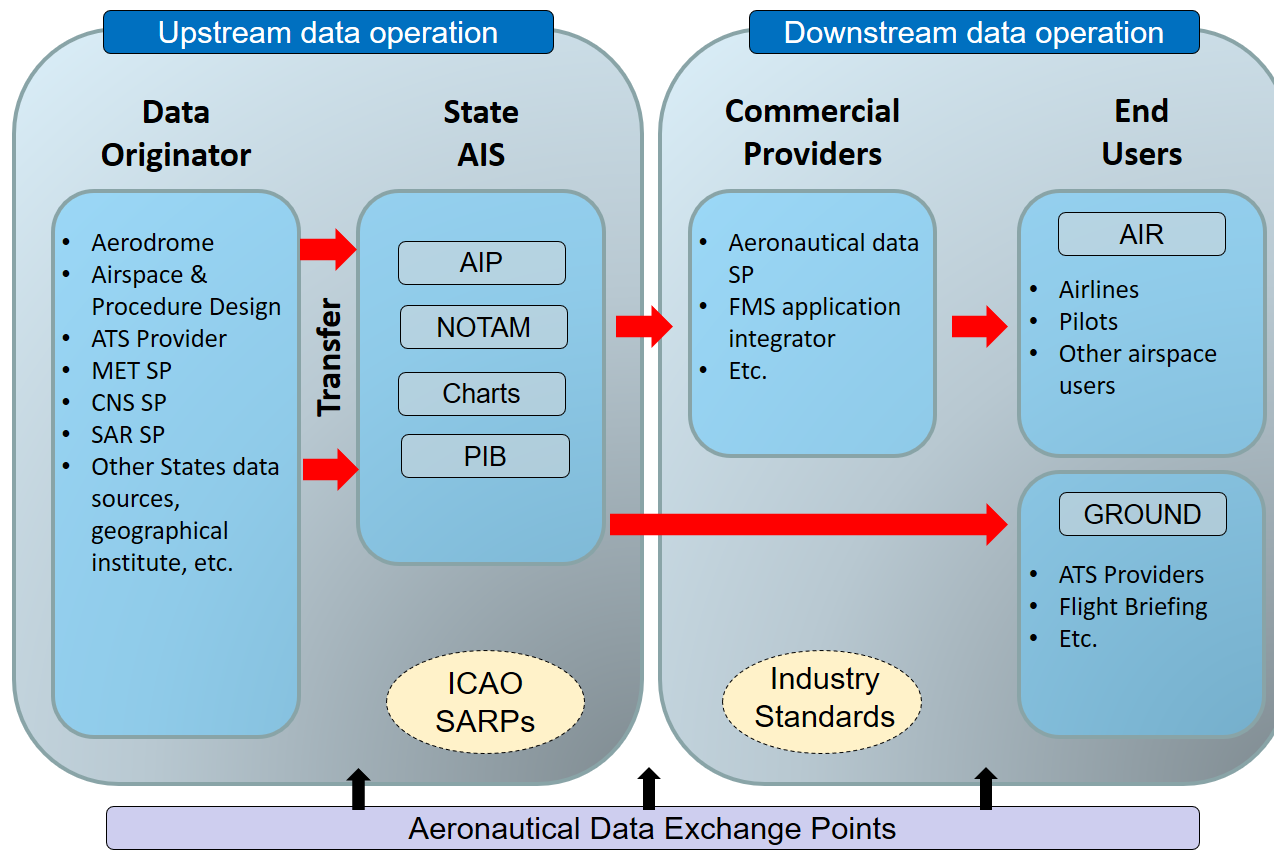 Upstream data operation
Downstream data operation
Data
Originator
State
AIS
Commercial
Providers
End
Users
• Aerodrome
• Airspace &
Procedure Design
• ATS Provider
• MET SP
• CNS SP
• SAR SP
• Other States data
sources,
geographical
institute, etc.
Transfer
AIP
NOTAM
Charts
PIB
• Aeronautical data
SP
• FMS application
integrator
• Etc.
AIR
• Airlines
• Pilots
• Other airspace
users
GROUND
• ATS Providers
• Flight Briefing
• Etc.
ICAO
SARPs
Industry
Standards
Aeronautical Data Exchange Points